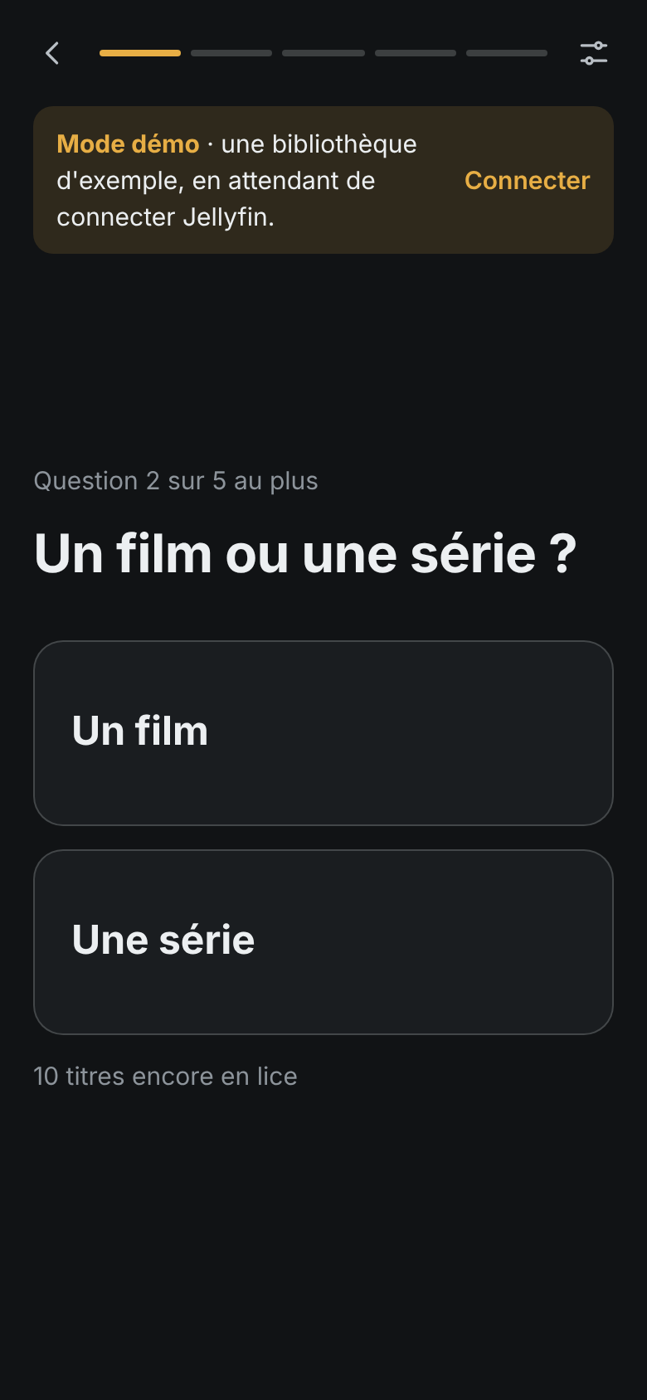 Mode démo · une bibliothèque
d'exemple, en attendant de
connecter Jellyfin.
Connecter
Question 2 sur 5 au plus
Un film ou une série ?
Un film
Une série
10 titres encore en lice